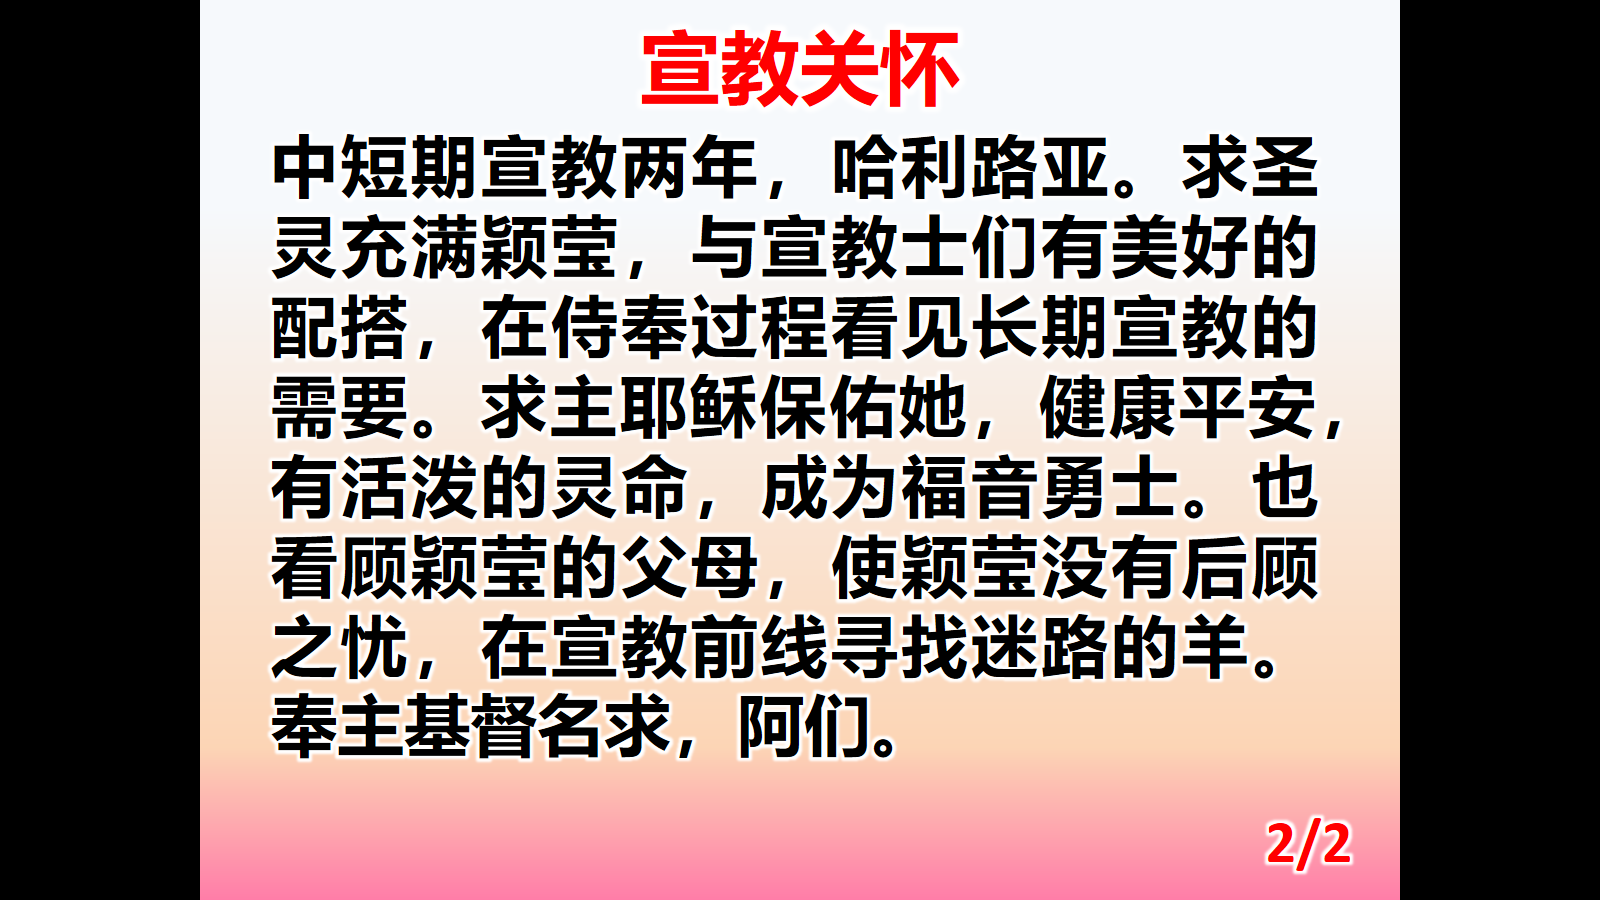 宣教关怀
中短期宣教两年，哈利路亚。求圣
灵充满颖莹，与宣教士们有美好的
配搭，在侍奉过程看见长期宣教的
需要。求主耶稣保佑她，健康平安，
有活泼的灵命，成为福音勇士。也
看顾颖莹的父母，使颖莹没有后顾
之忧，在宣教前线寻找迷路的羊。
奉主基督名求，阿们。
2/2